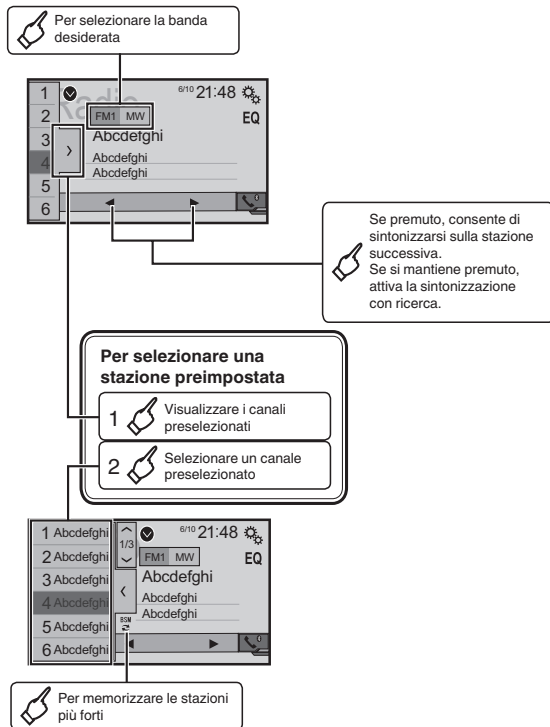 Per selezionare la banda
desiderata
1
2
3
4
5
6
Radio
6/10 21:48
FM1 MW
EQ
Abcdefghi
Abcdefghi
Abcdefghi
Se premuto, consente di
sintonizzarsi sulla stazione
successiva.
Se si mantiene premuto,
attiva la sintonizzazione
con ricerca.
Per selezionare una
stazione preimpostata
1 Visualizzare i canali
preselezionati
2 Selezionare un canale
preselezionato
1 Abcdefghi
2 Abcdefghi
3 Abcdefghi
4 Abcdefghi
5 Abcdefghi
6 Abcdefghi
1/3
BSM
6/10 21:48
FM1 MW
EQ
Abcdefghi
Abcdefghi
Abcdefghi
Per memorizzare le stazioni
più forti